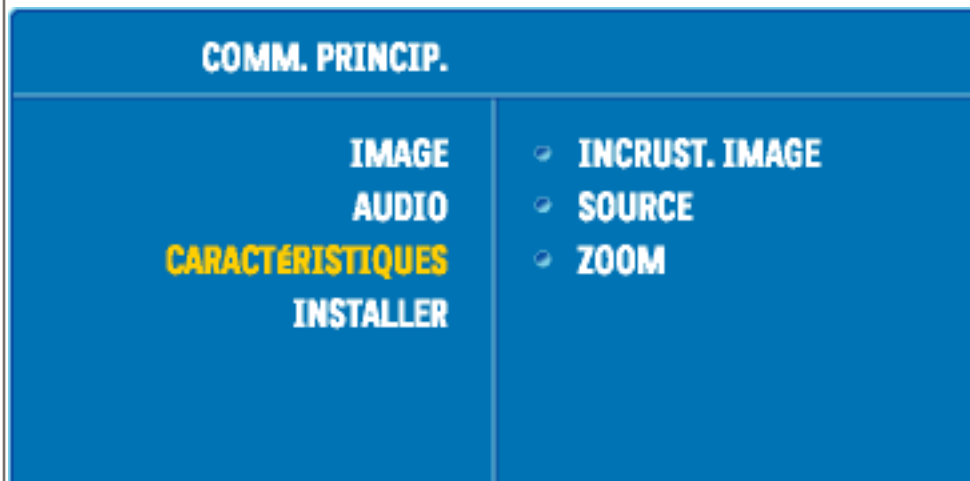 COMM. PRINCIP.
IMAGE
AUDIO
CARACTÉRISTIQUES
INSTALLER
INCRUST. IMAGE
SOURCE
ZOOM